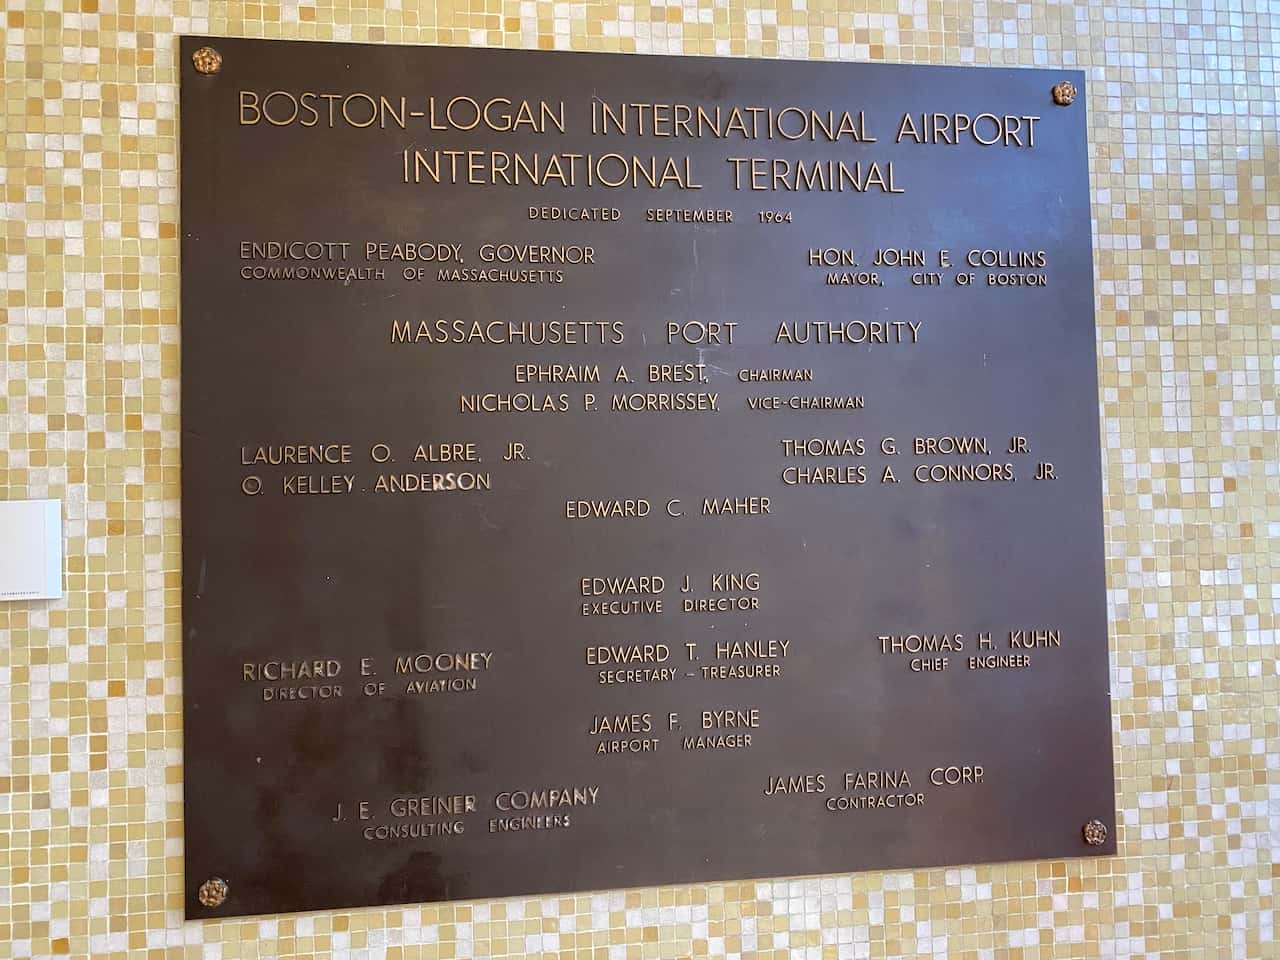 BOSTON-LOGAN INTERNATIONAL AIRPORT
INTERNATIONAL TERMINAL
DEDICATED SEPTEMBER 1964
ENDICOTT PEABODY, GOVERNOR
COMMONWEALTH OF MASSACHUSETTS
HON. JOHN E. COLLINS
MAYOR, CITY OF BOSTON
MASSACHUSETTS PORT AUTHORITY
EPHRAIM A. BREST, CHAIRMAN
NICHOLAS P. MORRISSEY, VICE-CHAIRMAN
LAURENCE O. ALBRE, JR.
O. KELLEY ANDERSON
THOMAS G. BROWN, JR.
CHARLES A. CONNORS, JR.
EDWARD C. MAHER
EDWARD J. KING
EXECUTIVE DIRECTOR
RICHARD E. MOONEY
DIRECTOR OF AVIATION
EDWARD T. HANLEY
SECRETARY - TREASURER
THOMAS H. KUHN
CHIEF ENGINEER
JAMES F. BYRNE
AIRPORT MANAGER
J. E. GREINER COMPANY
CONSULTING ENGINEERS
JAMES FARINA CORP.
CONTRACTOR